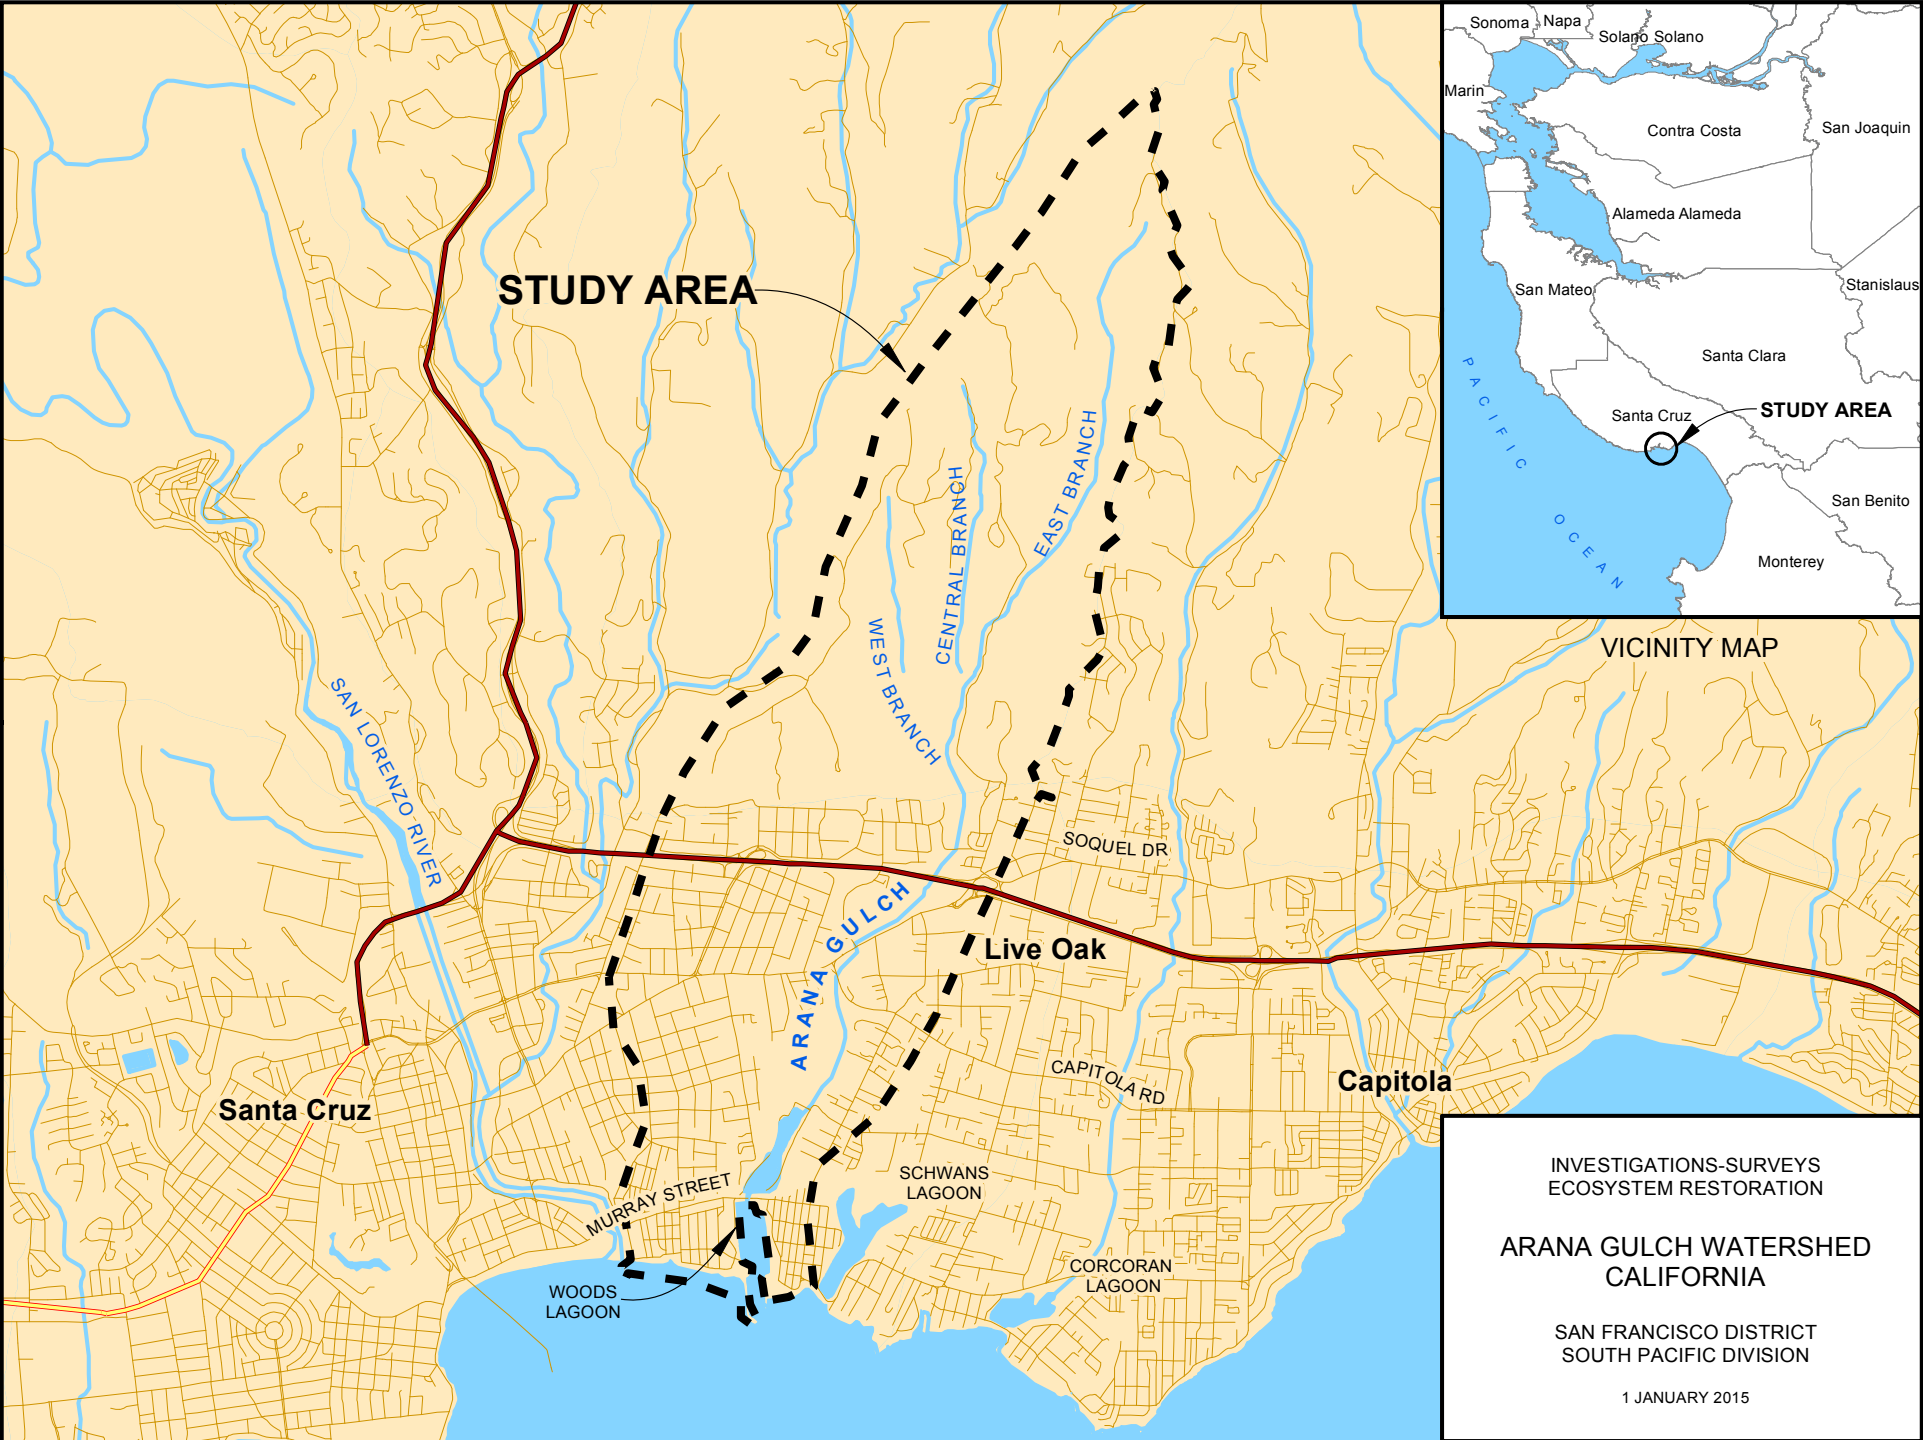 STUDY AREA
WEST BRANCH
CENTRAL BRANCH
EAST BRANCH
SAN LORENZO RIVER
SOQUEL DR
ARANA GULCH
Live Oak
CAPITOLA RD
Capitola
Santa Cruz
MURRAY STREET
SCHWANS
LAGOON
WOODS
LAGOON
CORCORAN
LAGOON
Sonoma
Napa
Solano Solano
Marin
Contra Costa
San Joaquin
Alameda Alameda
San Mateo
Stanislaus
Santa Clara
Santa Cruz
STUDY AREA
San Benito
Monterey
PACIFIC OCEAN
VICINITY MAP
INVESTIGATIONS-SURVEYS
ECOSYSTEM RESTORATION
ARANA GULCH WATERSHED
CALIFORNIA
SAN FRANCISCO DISTRICT
SOUTH PACIFIC DIVISION
1 JANUARY 2015